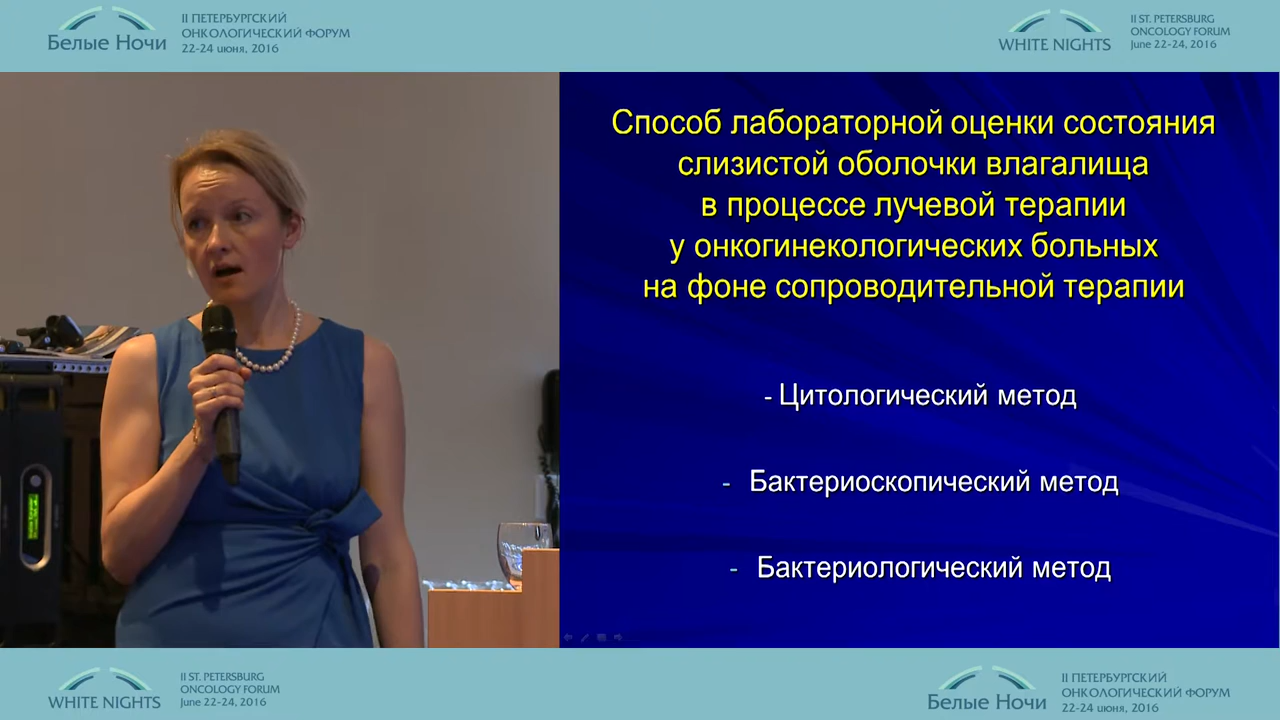 Белые Ночи
II ПЕТЕРБУРГСКИЙ
ОНКОЛОГИЧЕСКИЙ ФОРУМ
22-24 июня, 2016
WHITE NIGHTS
II ST. PETERSBURG
ONCOLOGY FORUM
June 22-24, 2016
Способ лабораторной оценки состояния
слизистой оболочки влагалища
в процессе лучевой терапии
у онкогинекологических больных
на фоне сопроводительной терапии
- Цитологический метод
- Бактериоскопический метод
- Бактериологический метод
WHITE NIGHTS
II ST. PETERSBURG
ONCOLOGY FORUM
June 22-24, 2016
Белые Ночи
II ПЕТЕРБУРГСКИЙ
ОНКОЛОГИЧЕСКИЙ ФОРУМ
22-24 июня, 2016